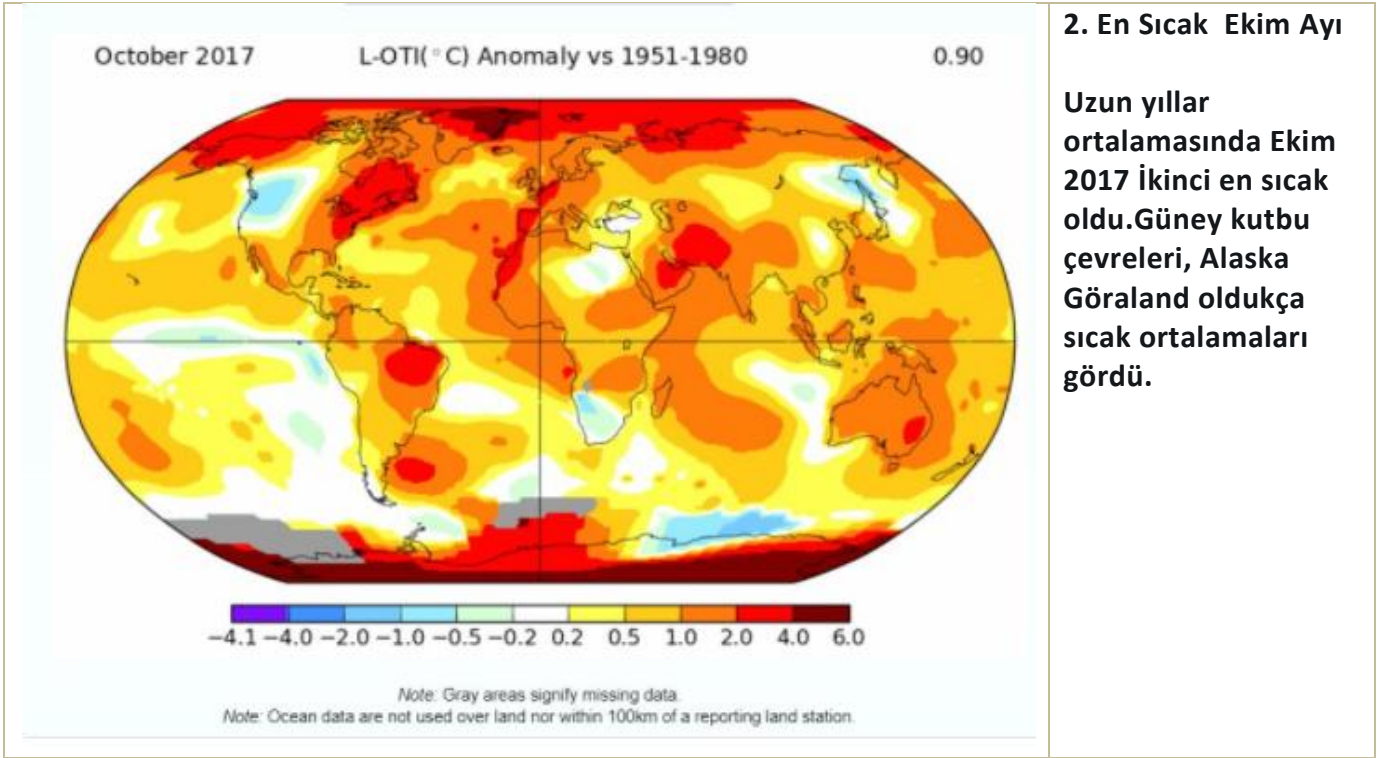 October 2017 L-OTI(°C) Anomaly vs 1951-1980 0.90
−4.1 −4.0 −2.0 −1.0 −0.5 −0.2 0.2 0.5 1.0 2.0 4.0 6.0
Note: Gray areas signify missing data.
Note: Ocean data are not used over land nor within 100km of a reporting land station.
2. En Sıcak Ekim Ayı
Uzun yıllar
ortalamasında Ekim
2017 İkinci en sıcak
oldu.Güney kutbu
çevreleri, Alaska
Göraland oldukça
sıcak ortalamaları
gördü.